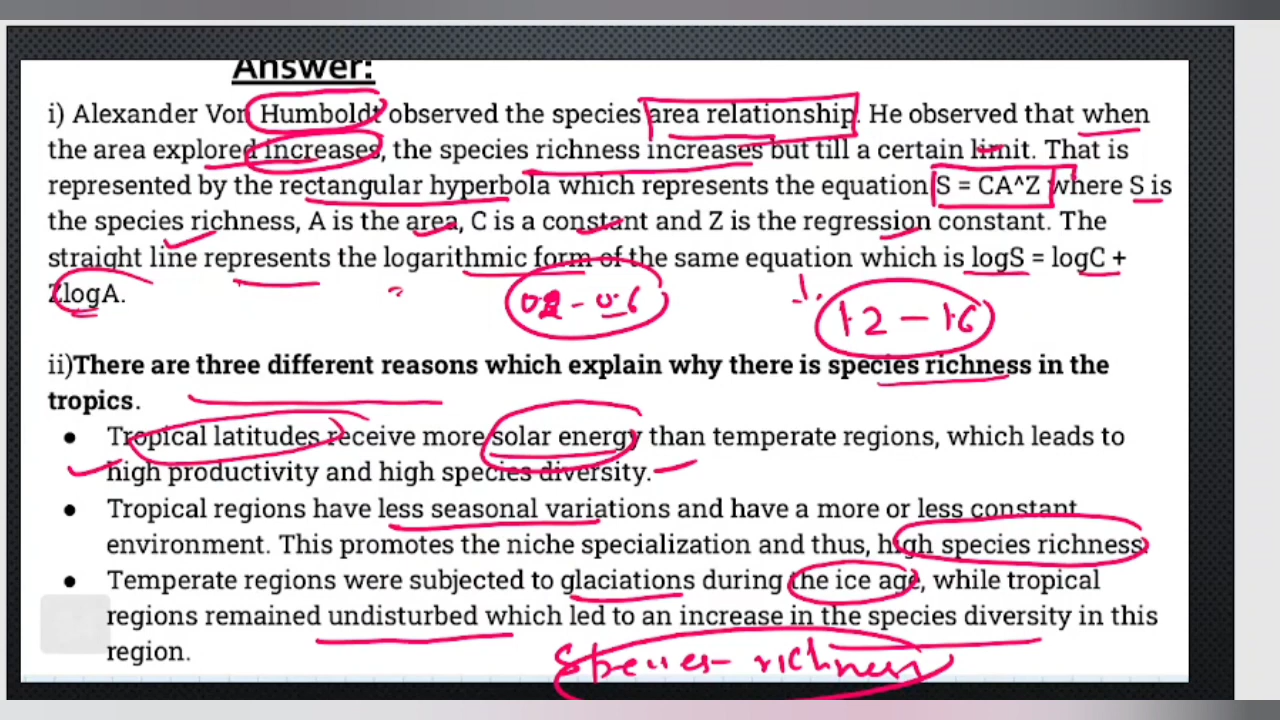 Answer:
i) Alexander Von Humboldt observed the species area relationship. He observed that when
the area explored increases, the species richness increases but till a certain limit. That is
represented by the rectangular hyperbola which represents the equation S = CA^Z where S is
the species richness, A is the area, C is a constant and Z is the regression constant. The
straight line represents the logarithmic form of the same equation which is logS = logC +
ZlogA.
1.2 - 1.6
ii)There are three different reasons which explain why there is species richness in the
tropics.
● Tropical latitudes receive more solar energy than temperate regions, which leads to
high productivity and high species diversity.
● Tropical regions have less seasonal variations and have a more or less constant
environment. This promotes the niche specialization and thus, high species richness
● Temperate regions were subjected to glaciations during the ice age, while tropical
regions remained undisturbed which led to an increase in the species diversity in this
region.
Species- richness